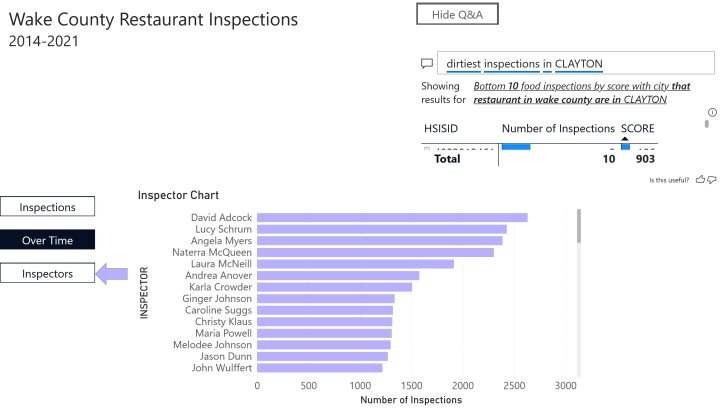 Wake County Restaurant Inspections
2014-2021
Hide Q&A
dirtiest inspections in CLAYTON
Showing results for
Bottom 10 food inspections by score with city that restaurant in wake county are in CLAYTON
HSISID Number of Inspections SCORE
Total 10 903
Is this useful?
Inspections
Over Time
Inspectors
Inspector Chart
INSPECTOR
David Adcock
Lucy Schrum
Angela Myers
Naterra McQueen
Laura McNeill
Andrea Anover
Karla Crowder
Ginger Johnson
Caroline Suggs
Christy Klaus
Maria Powell
Melodee Johnson
Jason Dunn
John Wulffert
0 500 1000 1500 2000 2500 3000
Number of Inspections